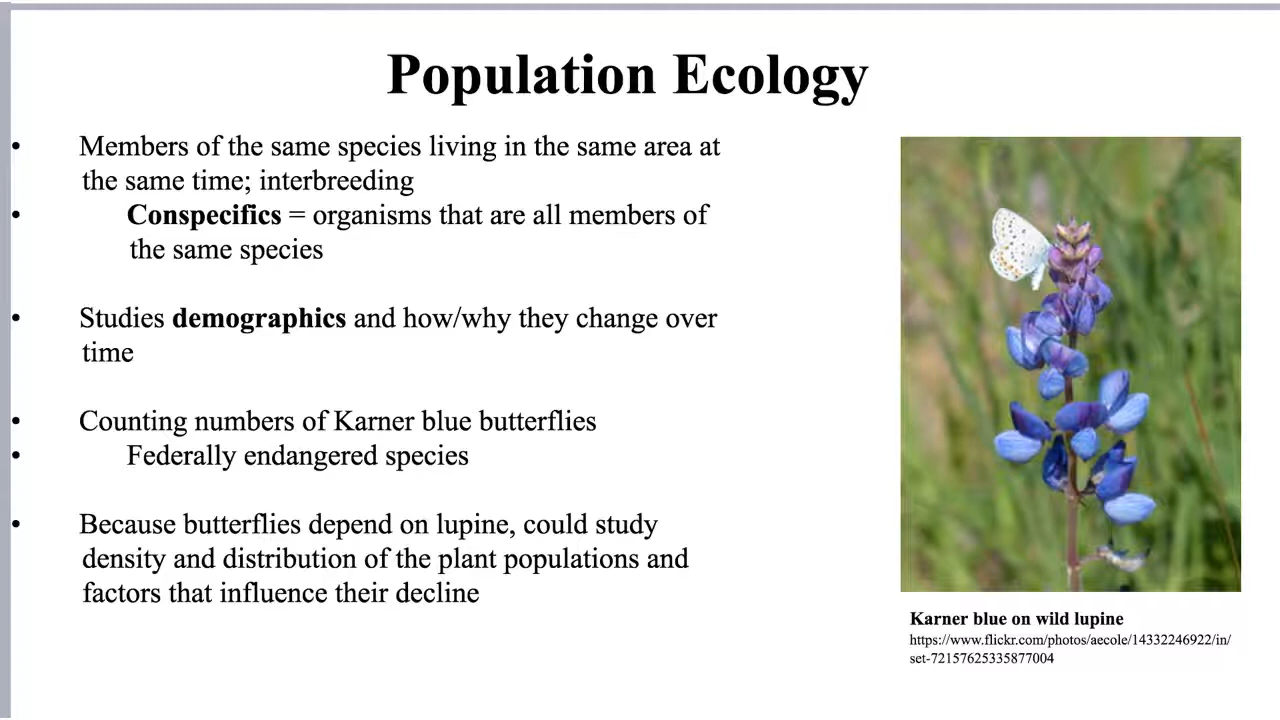 Population Ecology
• Members of the same species living in the same area at
the same time; interbreeding
• Conspecifics = organisms that are all members of
the same species
• Studies demographics and how/why they change over
time
• Counting numbers of Karner blue butterflies
• Federally endangered species
• Because butterflies depend on lupine, could study
density and distribution of the plant populations and
factors that influence their decline
Karner blue on wild lupine
https://www.flickr.com/photos/aecole/14332246922/in/
set-72157625335877004